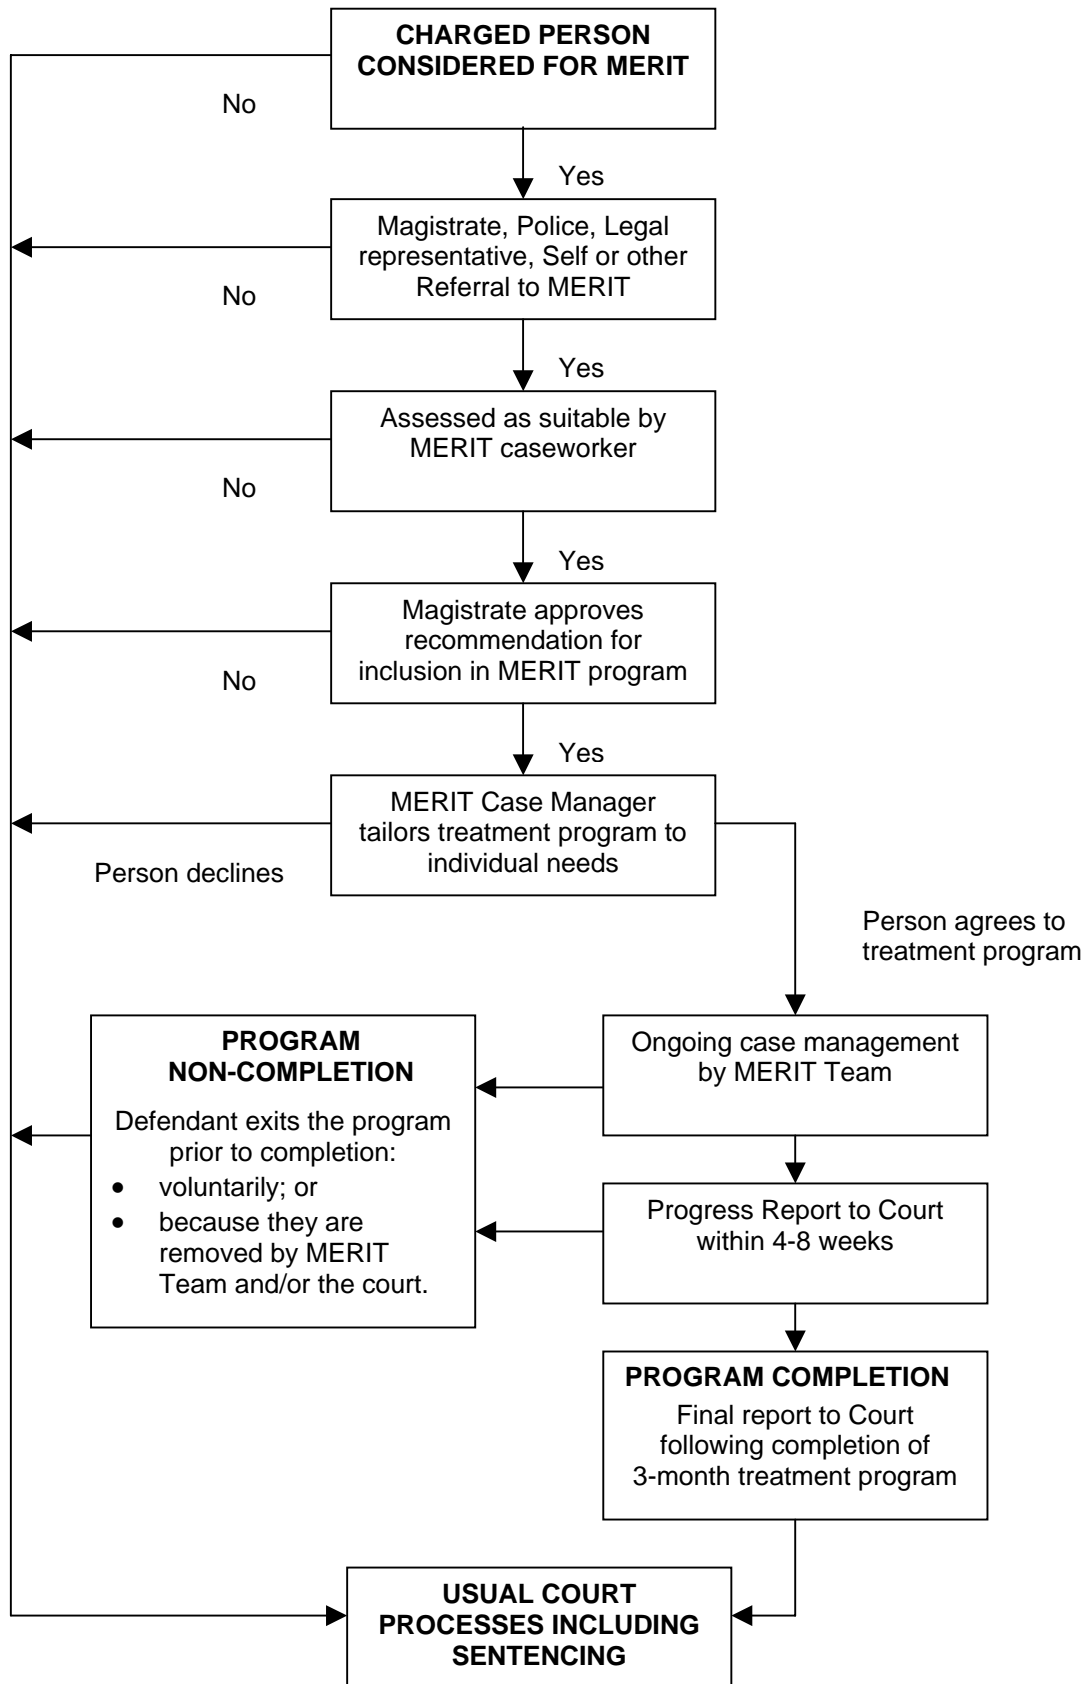 CHARGED PERSON
CONSIDERED FOR MERIT
No
Yes
Magistrate, Police, Legal
representative, Self or other
Referral to MERIT
No
Yes
Assessed as suitable by
MERIT caseworker
No
Yes
Magistrate approves
recommendation for
inclusion in MERIT program
No
Yes
MERIT Case Manager
tailors treatment program to
individual needs
Person declines
Person agrees to
treatment program
PROGRAM
NON-COMPLETION
Defendant exits the program
prior to completion:
• voluntarily; or
• because they are
removed by MERIT
Team and/or the court.
Ongoing case management
by MERIT Team
Progress Report to Court
within 4-8 weeks
PROGRAM COMPLETION
Final report to Court
following completion of
3-month treatment program
USUAL COURT
PROCESSES INCLUDING
SENTENCING